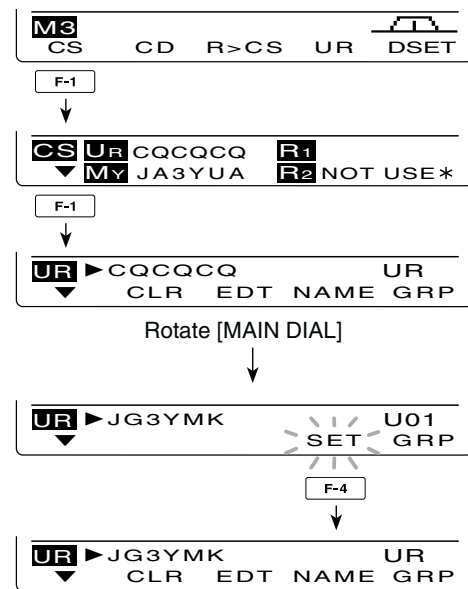 M3
CS CD R>CS UR DSET
F-1
CS UR CQCQCQ R1
▼ MY JA3YUA R2 NOT USE*
F-1
UR ►CQCQCQ UR
▼ CLR EDT NAME GRP
Rotate [MAIN DIAL]
UR ►JG3YMK U01
▼ SET GRP
F-4
UR ►JG3YMK UR
▼ CLR EDT NAME GRP